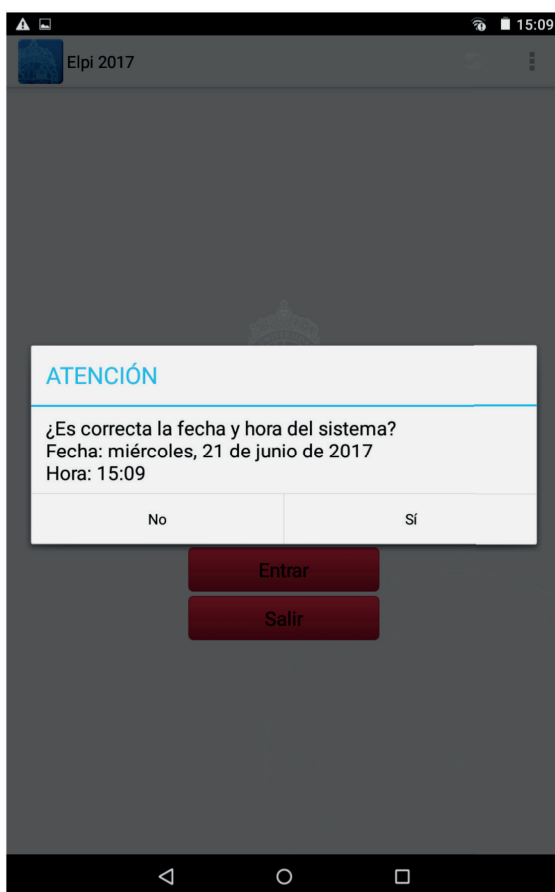 15:09
Elpi 2017
ATENCIÓN
¿Es correcta la fecha y hora del sistema?
Fecha: miércoles, 21 de junio de 2017
Hora: 15:09
No
Sí
Entrar
Salir